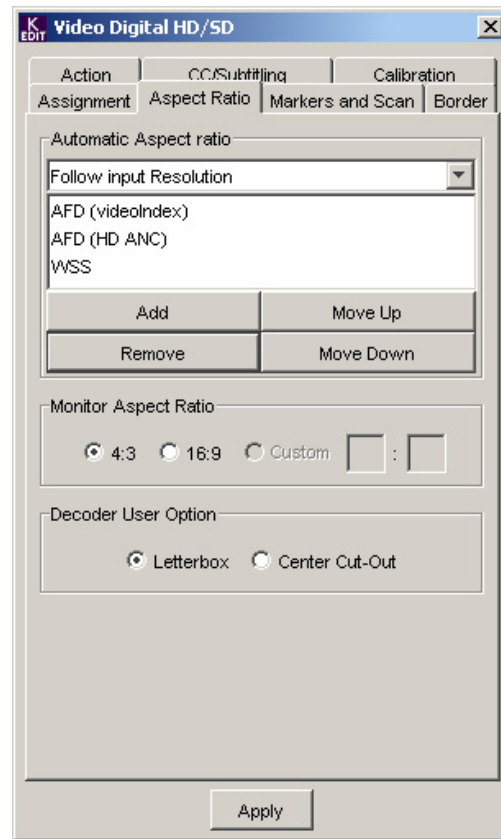 K EDIT Video Digital HD/SD
Action CC/Subtitling Calibration
Assignment Aspect Ratio Markers and Scan Border
Automatic Aspect ratio
Follow input Resolution
AFD (videoIndex)
AFD (HD ANC)
WSS
Add Move Up
Remove Move Down
Monitor Aspect Ratio
4:3 16:9 Custom :
Decoder User Option
Letterbox Center Cut-Out
Apply